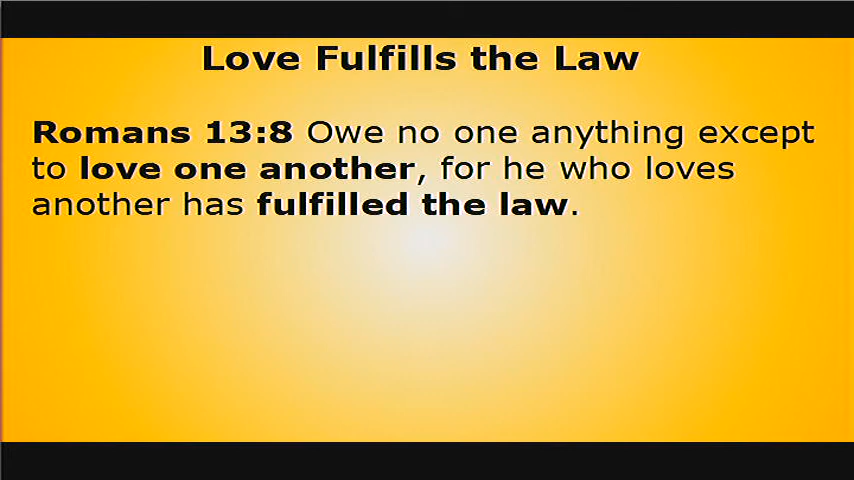 Love Fulfills the Law
Romans 13:8 Owe no one anything except
to love one another, for he who loves
another has fulfilled the law.